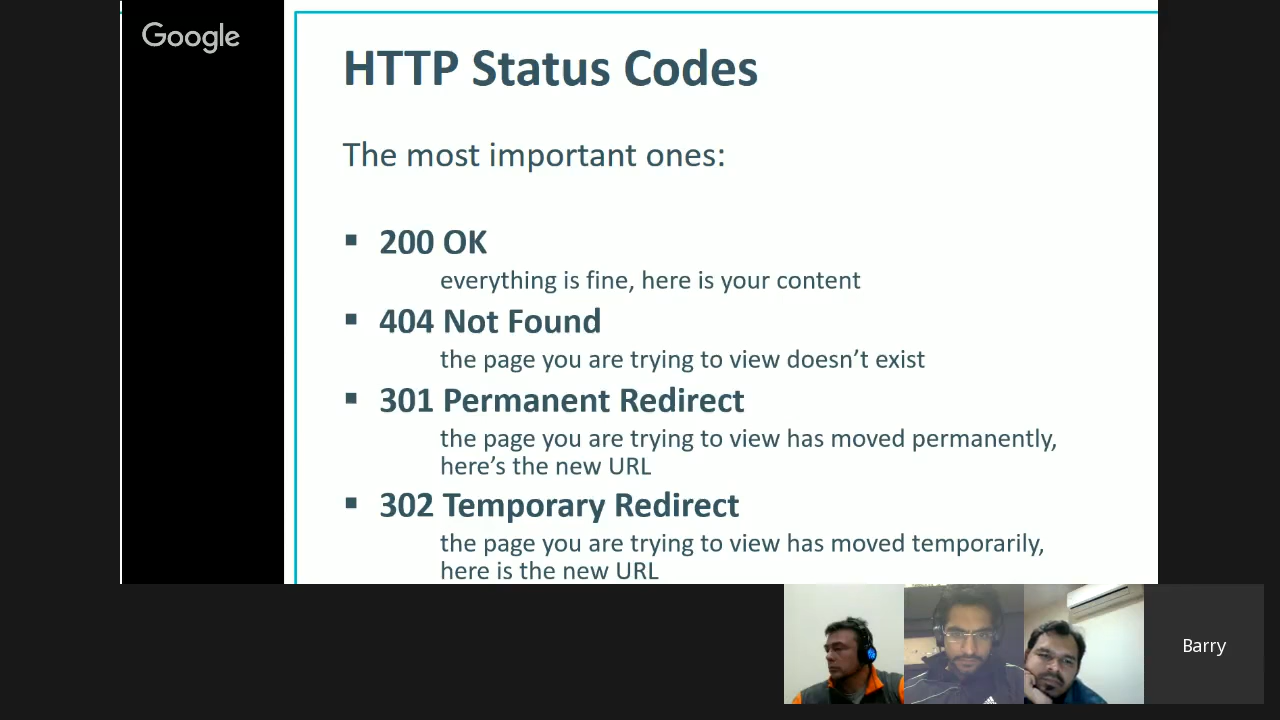 Google
HTTP Status Codes
The most important ones:
▪ 200 OK
everything is fine, here is your content
▪ 404 Not Found
the page you are trying to view doesn’t exist
▪ 301 Permanent Redirect
the page you are trying to view has moved permanently,
here’s the new URL
▪ 302 Temporary Redirect
the page you are trying to view has moved temporarily,
here is the new URL
Barry